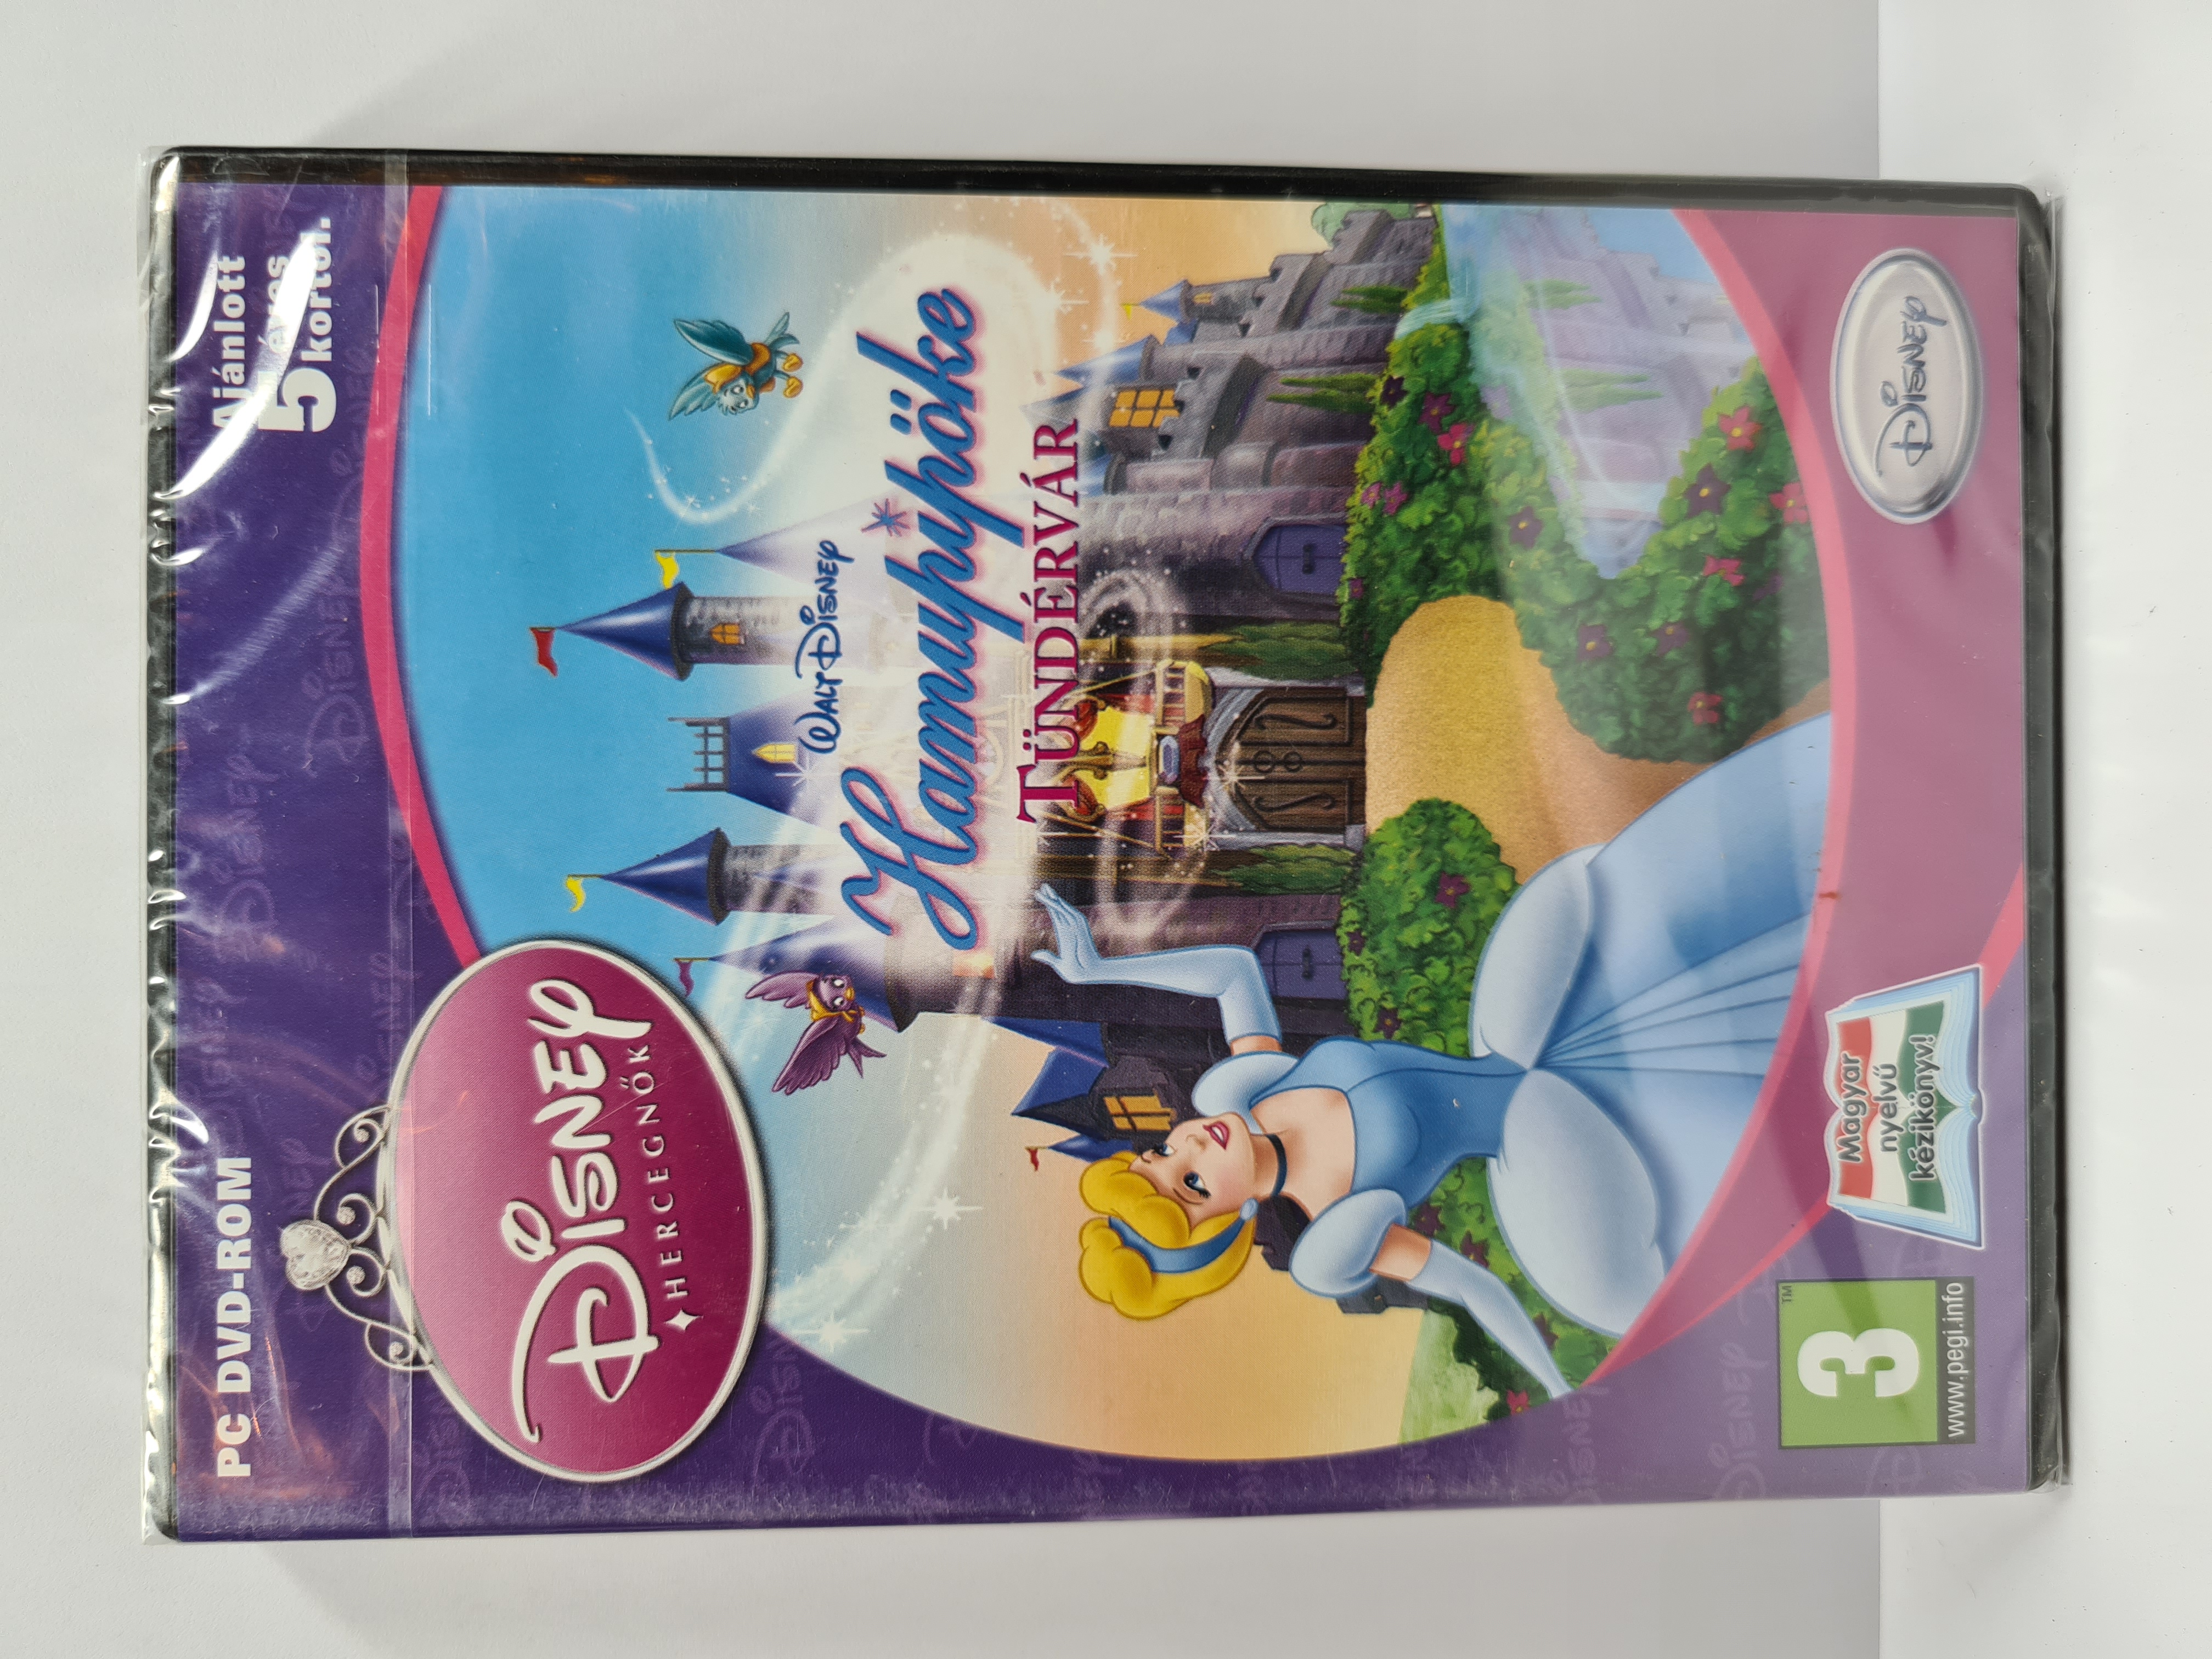 PC DVD-ROM
Ajánlott
5 éves
kortól.
DISNEY
HERCEGNŐK
WALT DISNEY
Hamupipőke
TÜNDÉRVÁR
3
www.pegi.info
Magyar
nyelvű
kézikönyv!
DISNEY